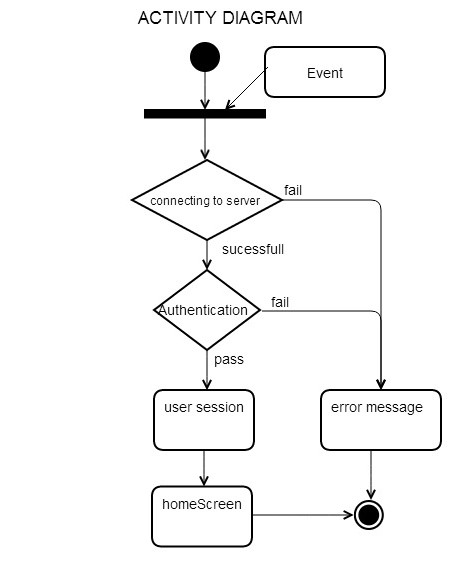 ACTIVITY DIAGRAM
Event
connecting to server
fail
sucessfull
Authentication
fail
pass
user session
error message
homeScreen